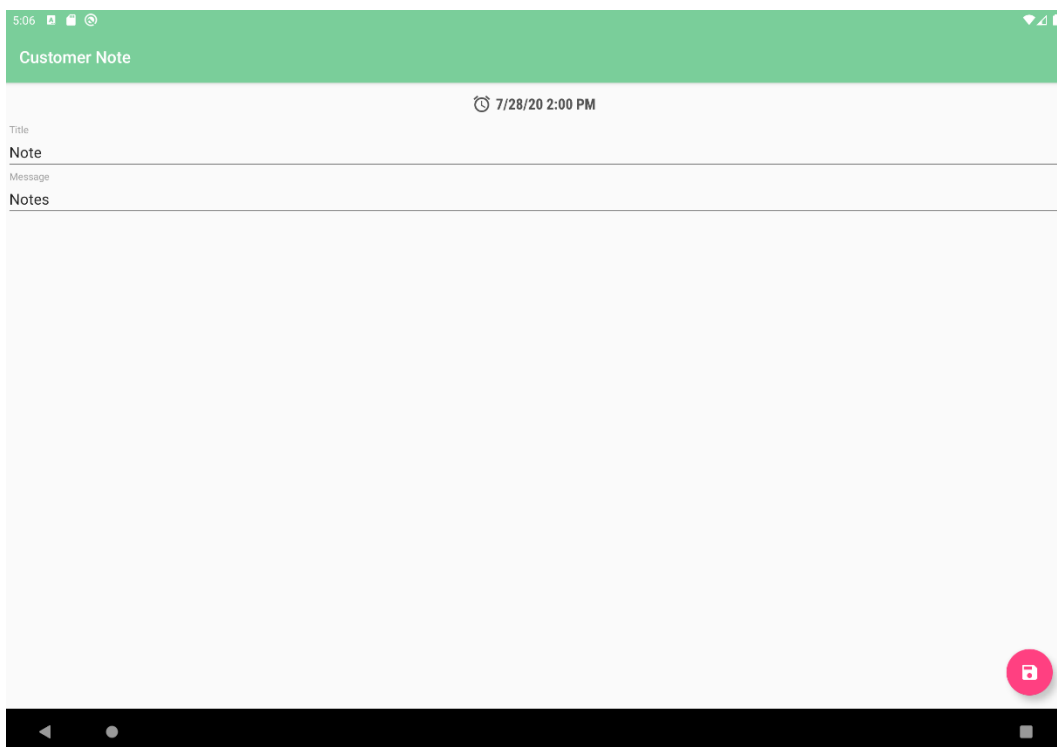 5:06
Customer Note
7/28/20 2:00 PM
Title
Note
Message
Notes